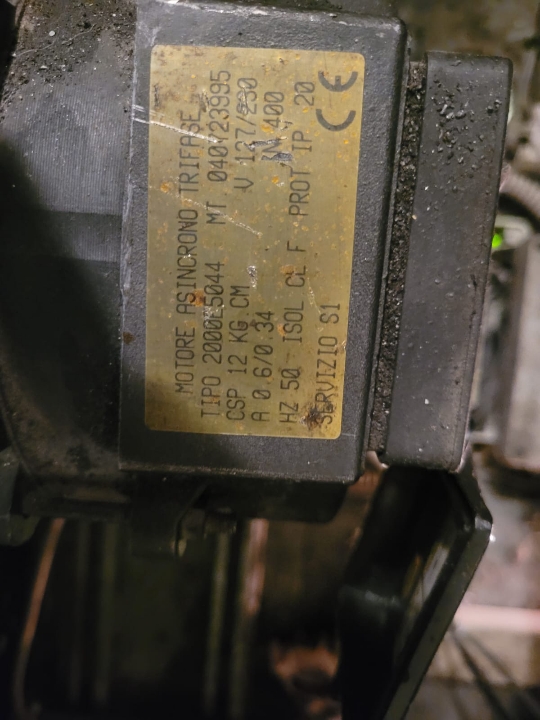 MOTORE ASINCRONO TRIFASE
TIPO 2000E5044 MT 040723995
CSP 12 KG CM V 127/230
A 0.6/0.34 400
HZ 50 ISOL CL F PROT IP 20
SERVIZIO S1
CE